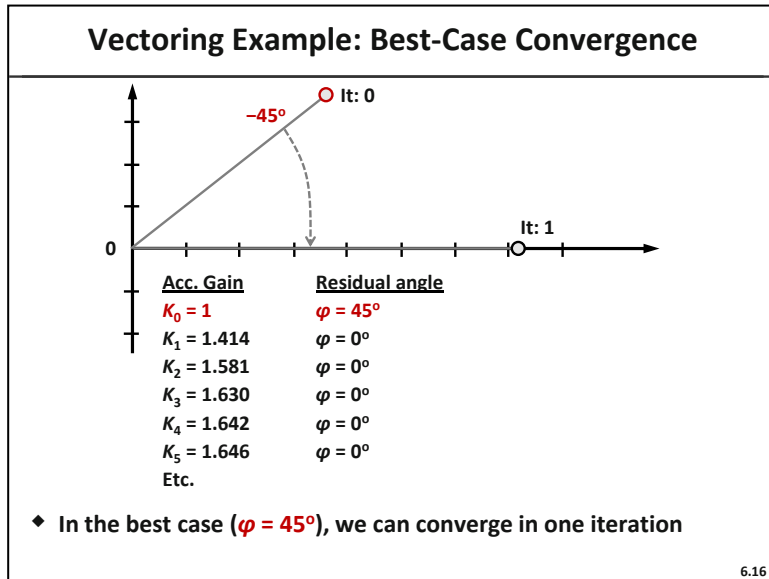 Vectoring Example: Best-Case Convergence
It: 0
−45°
It: 1
0
Acc. Gain Residual angle
K₀ = 1 φ = 45°
K₁ = 1.414 φ = 0°
K₂ = 1.581 φ = 0°
K₃ = 1.630 φ = 0°
K₄ = 1.642 φ = 0°
K₅ = 1.646 φ = 0°
Etc.
◆ In the best case (φ = 45°), we can converge in one iteration
6.16